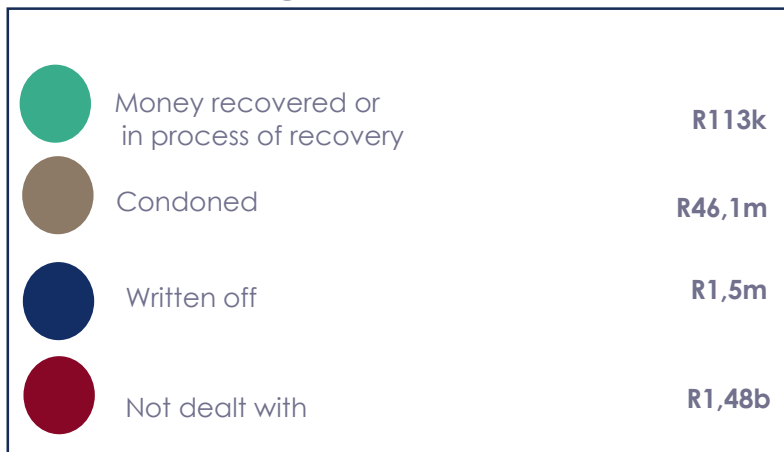 Money recovered or
in process of recovery
R113k
Condoned
R46,1m
Written off
R1,5m
Not dealt with
R1,48b